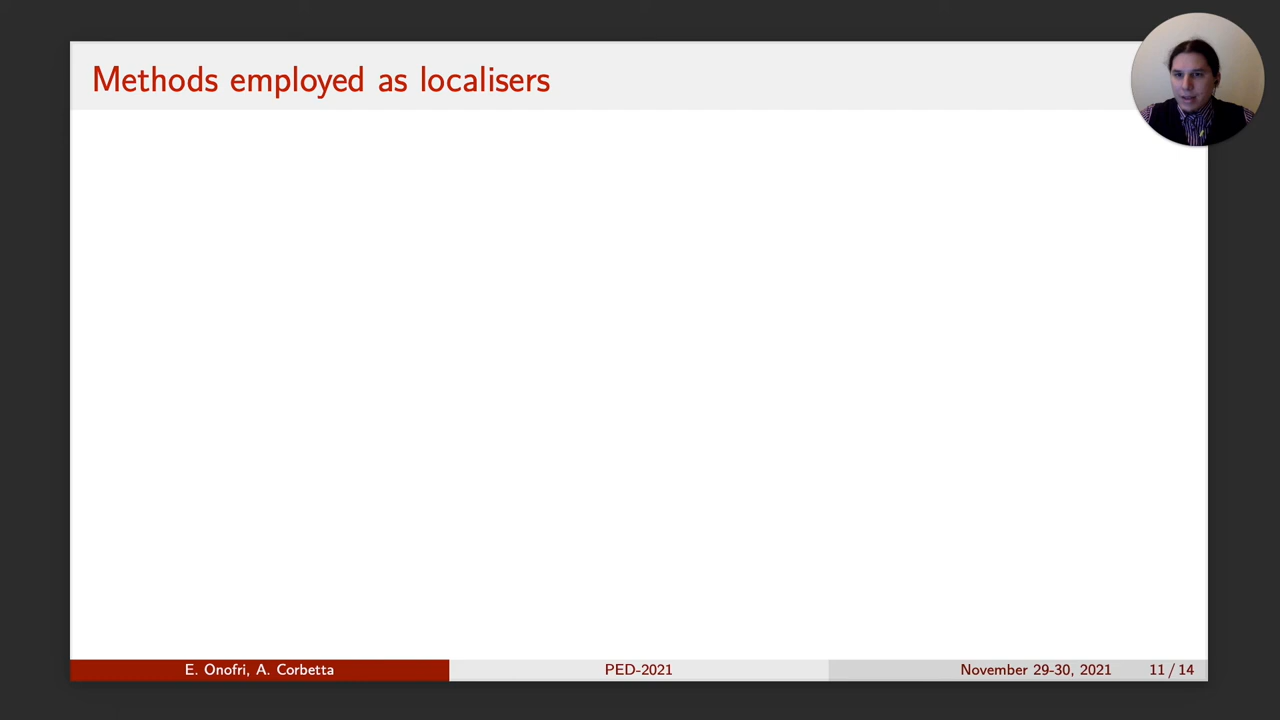 Methods employed as localisers
E. Onofri, A. Corbetta
PED-2021
November 29-30, 2021
11 / 14